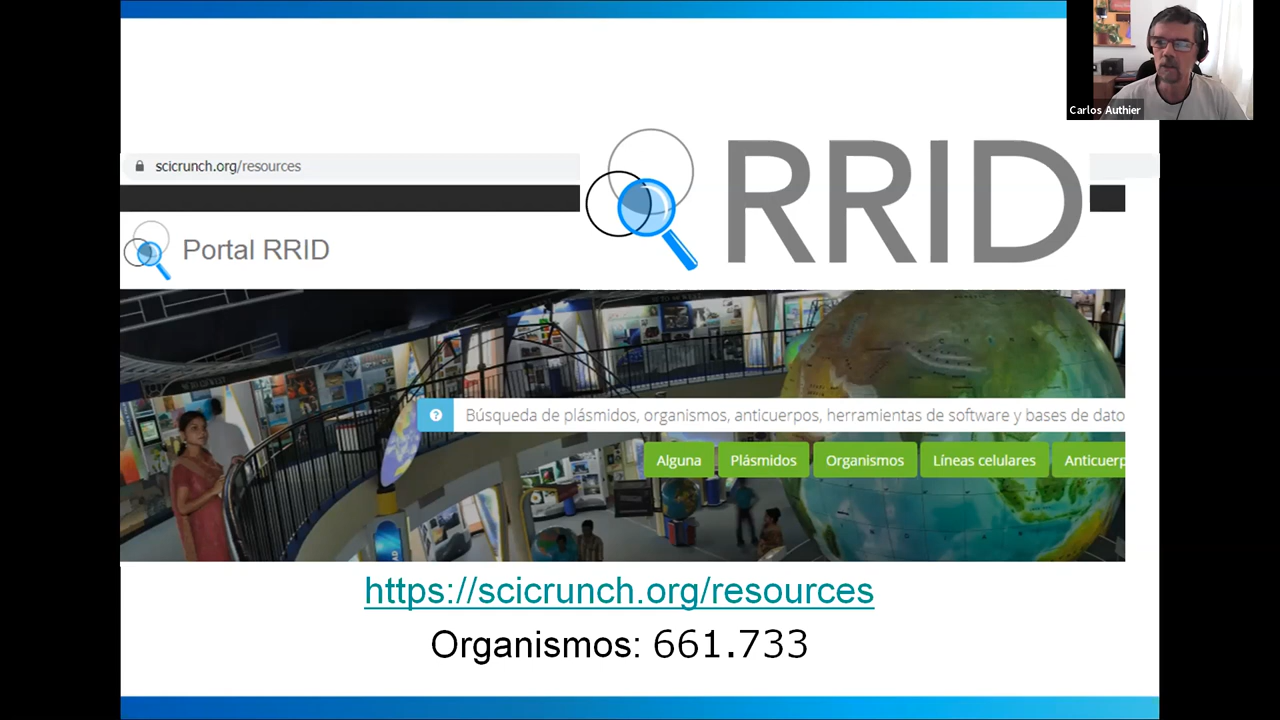 Carlos Authier
scicrunch.org/resources
RRID
Portal RRID
Búsqueda de plásmidos, organismos, anticuerpos, herramientas de software y bases de dato
Alguna
Plásmidos
Organismos
Líneas celulares
Anticuerp
https://scicrunch.org/resources
Organismos: 661.733